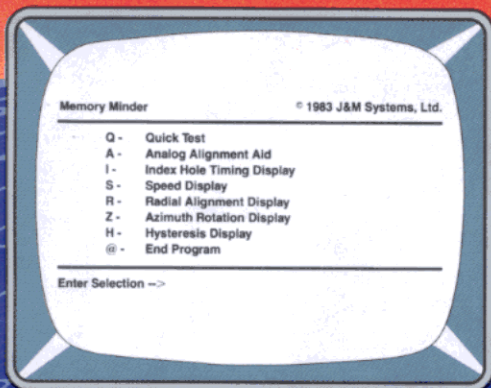 Memory Minder © 1983 J&M Systems, Ltd.
Q - Quick Test
A - Analog Alignment Aid
I - Index Hole Timing Display
S - Speed Display
R - Radial Alignment Display
Z - Azimuth Rotation Display
H - Hysteresis Display
@ - End Program
Enter Selection -->